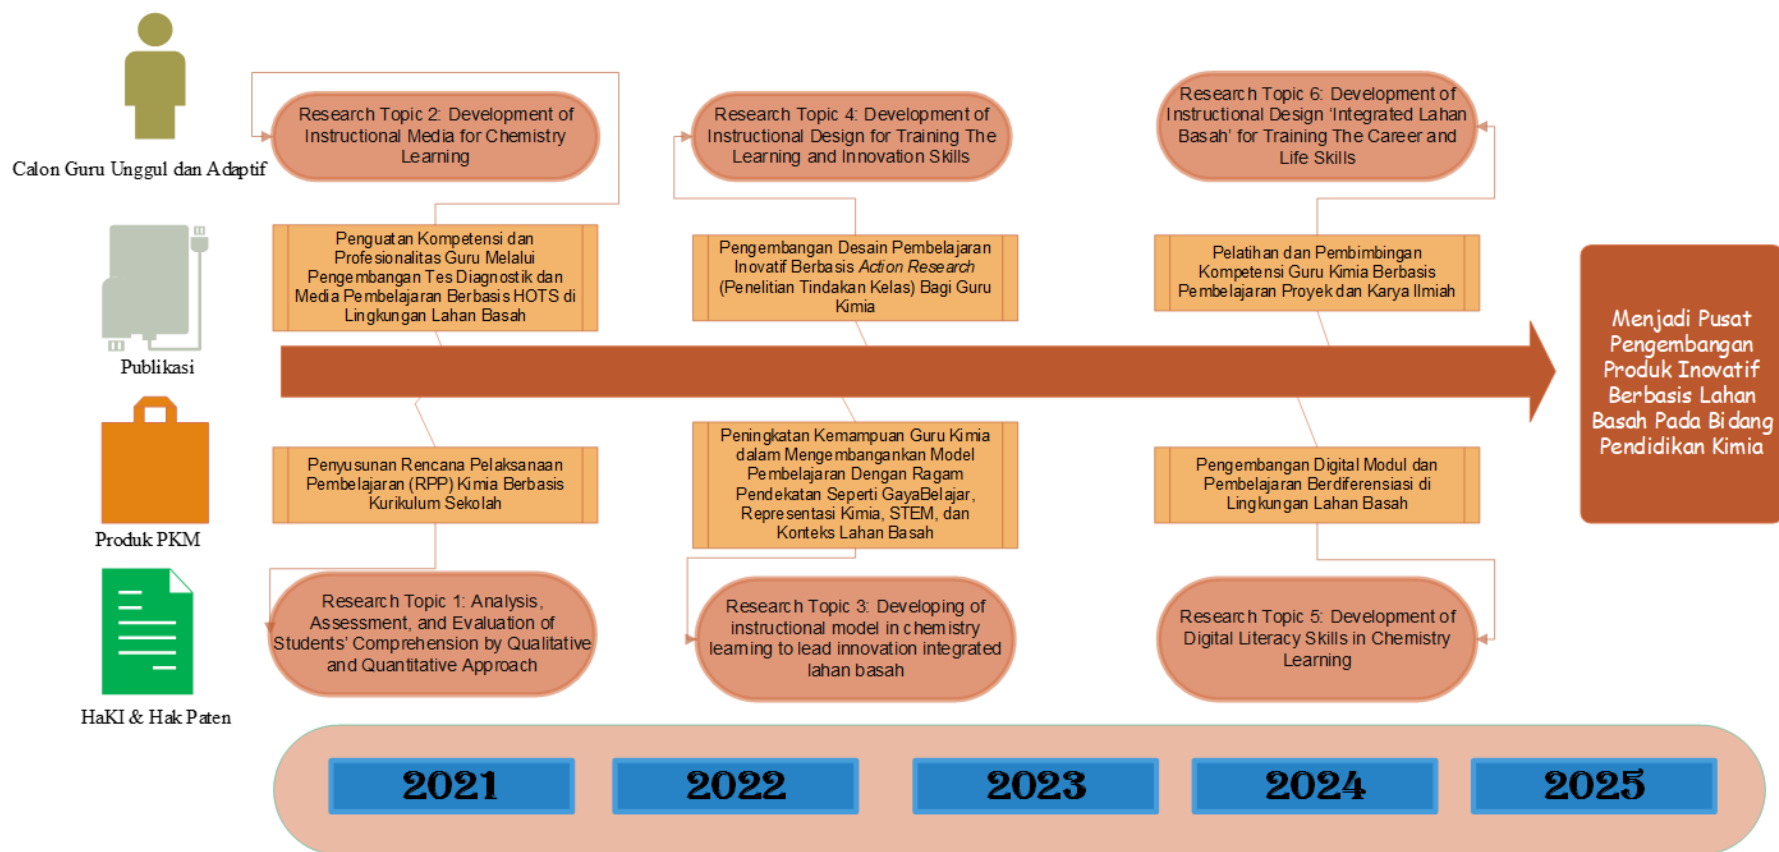 Calon Guru Unggul dan Adaptif
Publikasi
Produk PKM
HaKI & Hak Paten
Research Topic 2: Development of
Instructional Media for Chemistry
Learning
Research Topic 4: Development of
Instructional Design for Training The
Learning and Innovation Skills
Research Topic 6: Development of
Instructional Design ‘Integrated Lahan
Basah’ for Training The Career and
Life Skills
Penguatan Kompetensi dan
Profesionalitas Guru Melalui
Pengembangan Tes Diagnostik dan
Media Pembelajaran Berbasis HOTS di
Lingkungan Lahan Basah
Pengembangan Desain Pembelajaran
Inovatif Berbasis Action Research
(Penelitian Tindakan Kelas) Bagi Guru
Kimia
Pelatihan dan Pembimbingan
Kompetensi Guru Kimia Berbasis
Pembelajaran Proyek dan Karya Ilmiah
Menjadi Pusat
Pengembangan
Produk Inovatif
Berbasis Lahan
Basah Pada Bidang
Pendidikan Kimia
Penyusunan Rencana Pelaksanaan
Pembelajaran (RPP) Kimia Berbasis
Kurikulum Sekolah
Peningkatan Kemampuan Guru Kimia
dalam Mengembangankan Model
Pembelajaran Dengan Ragam
Pendekatan Seperti GayaBelajar,
Representasi Kimia, STEM, dan
Konteks Lahan Basah
Pengembangan Digital Modul dan
Pembelajaran Berdiferensiasi di
Lingkungan Lahan Basah
Research Topic 1: Analysis,
Assessment, and Evaluation of
Students’ Comprehension by Qualitative
and Quantitative Approach
Research Topic 3: Developing of
instructional model in chemistry
learning to lead innovation integrated
lahan basah
Research Topic 5: Development of
Digital Literacy Skills in Chemistry
Learning
2021
2022
2023
2024
2025